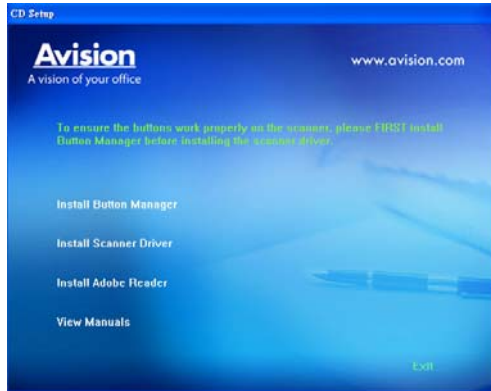 CD Setup
Avision
www.avision.com
A vision of your office
To ensure the buttons work properly on the scanner, please FIRST install
Button Manager before installing the scanner driver.
Install Button Manager
Install Scanner Driver
Install Adobe Reader
View Manuals
Exit